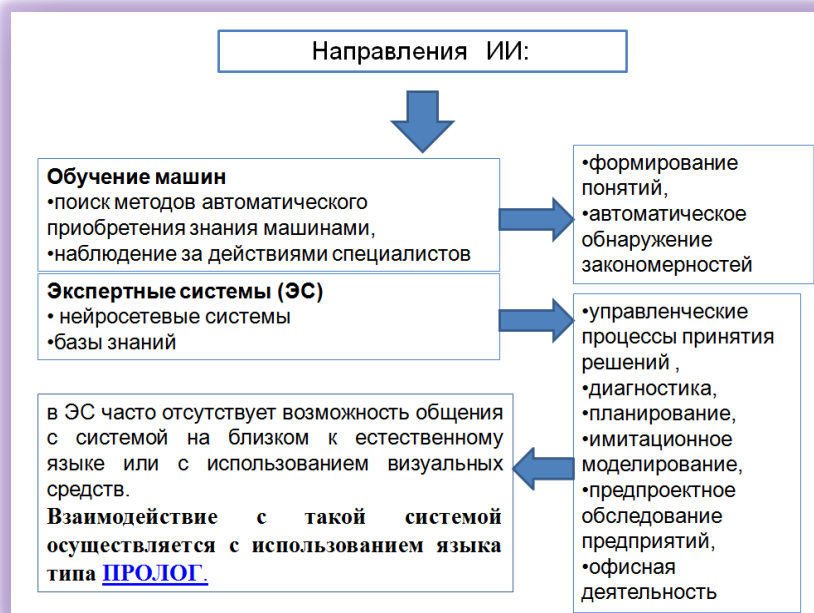 Направления ИИ:
Обучение машин
•поиск методов автоматического
приобретения знания машинами,
•наблюдение за действиями специалистов
•формирование
понятий,
•автоматическое
обнаружение
закономерностей
Экспертные системы (ЭС)
• нейросетевые системы
•базы знаний
•управленческие
процессы принятия
решений ,
•диагностика,
•планирование,
•имитационное
моделирование,
•предпроектное
обследование
предприятий,
•офисная
деятельность
в ЭС часто отсутствует возможность общения
с системой на близком к естественному
языке или с использованием визуальных
средств.
Взаимодействие с такой системой
осуществляется с использованием языка
типа ПРОЛОГ.